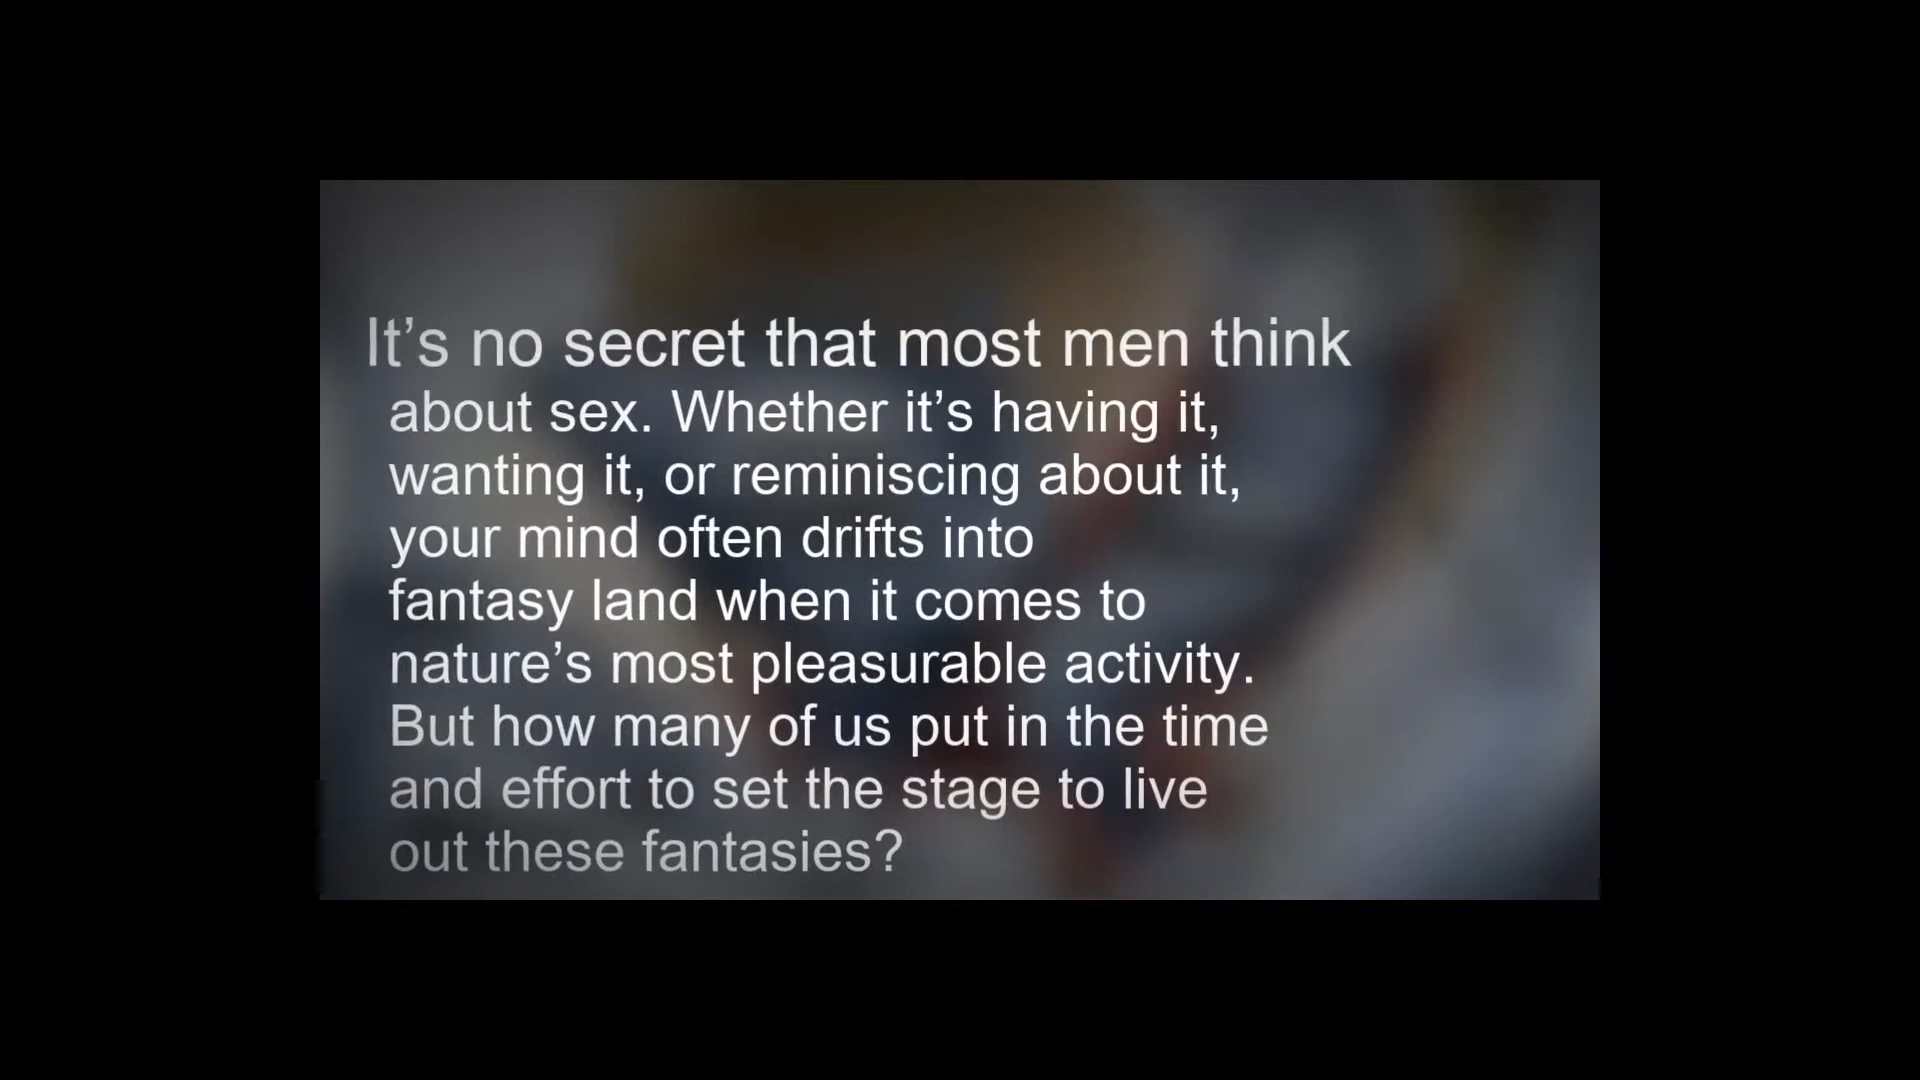 It’s no secret that most men think
about sex. Whether it’s having it,
wanting it, or reminiscing about it,
your mind often drifts into
fantasy land when it comes to
nature’s most pleasurable activity.
But how many of us put in the time
and effort to set the stage to live
out these fantasies?